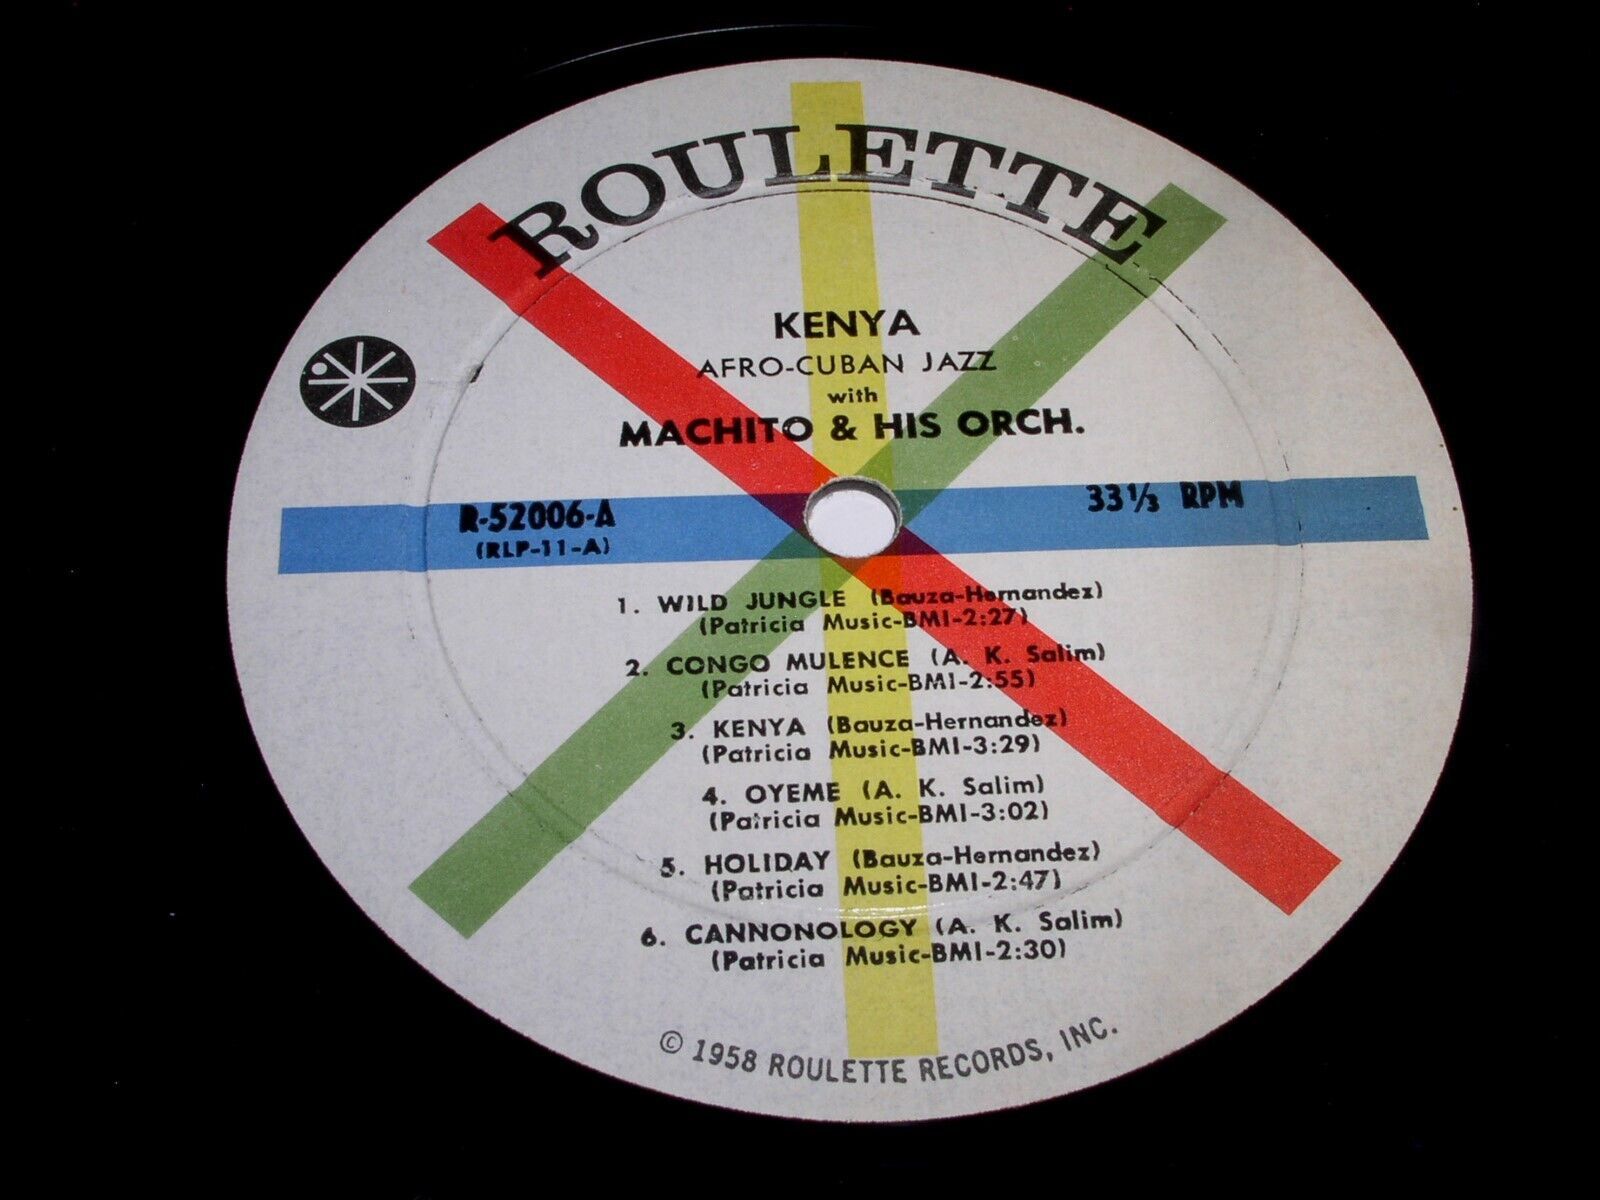 ROULETTE
KENYA
AFRO-CUBAN JAZZ
with
MACHITO & HIS ORCH.
R-52006-A
(RLP-11-A)
33 1/3 RPM
1. WILD JUNGLE (Bauza-Hernandez)
(Patricia Music-BMI-2:27)
2. CONGO MULENCE (A. K. Salim)
(Patricia Music-BMI-2:55)
3. KENYA (Bauza-Hernandez)
(Patricia Music-BMI-3:29)
4. OYEME (A. K. Salim)
(Patricia Music-BMI-3:02)
5. HOLIDAY (Bauza-Hernandez)
(Patricia Music-BMI-2:47)
6. CANNONOLOGY (A. K. Salim)
(Patricia Music-BMI-2:30)
© 1958 ROULETTE RECORDS, INC.